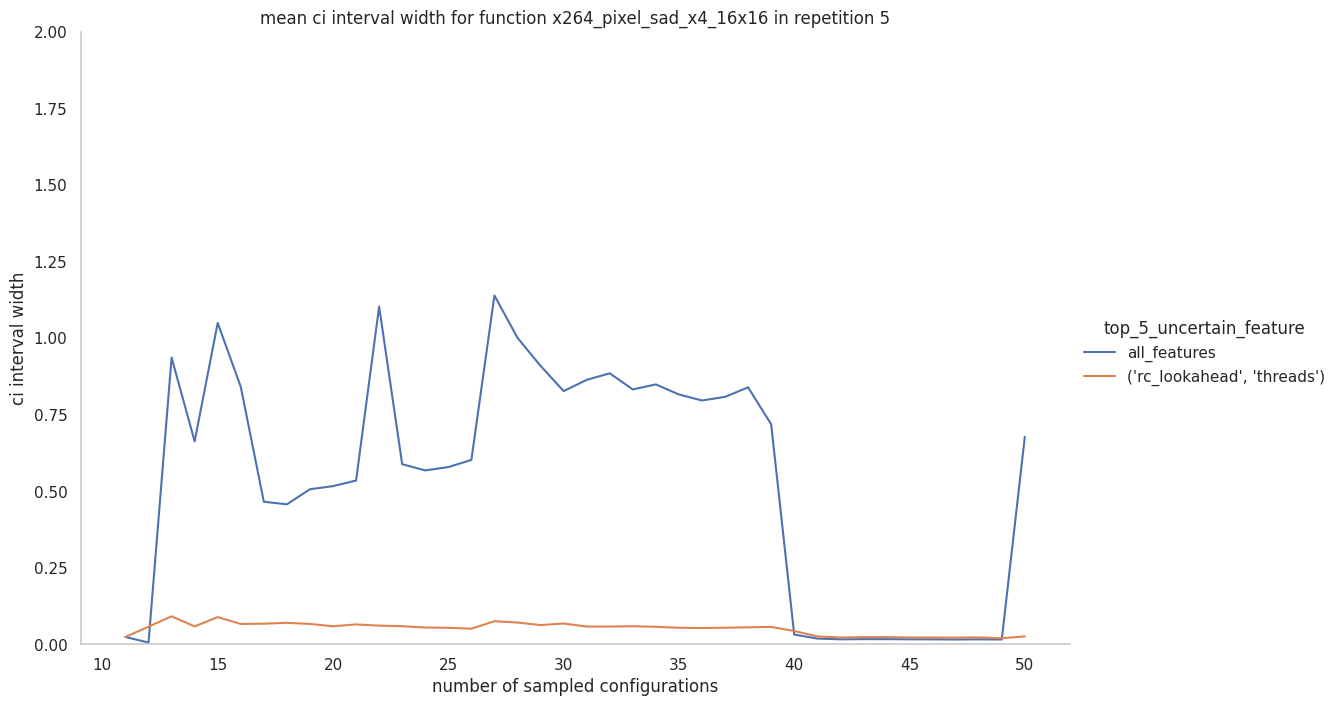 mean ci interval width for function x264_pixel_sad_x4_16x16 in repetition 5
2.00
1.75
1.50
1.25
1.00
0.75
0.50
0.25
0.00
ci interval width
10 15 20 25 30 35 40 45 50
number of sampled configurations
top_5_uncertain_feature
all_features
('rc_lookahead', 'threads')